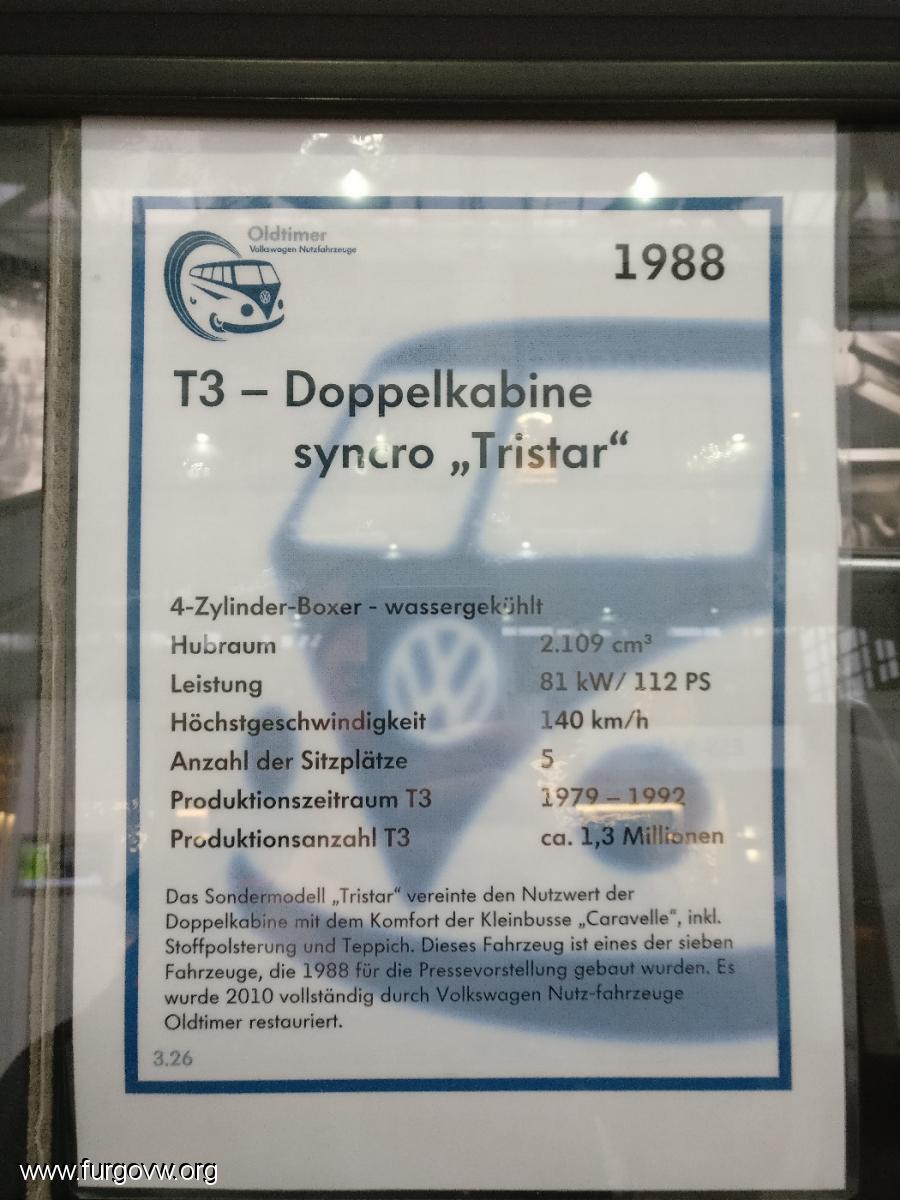 Oldtimer
Volkswagen Nutzfahrzeuge
1988
T3 – Doppelkabine
syncro „Tristar“
4-Zylinder-Boxer - wassergekühlt
Hubraum 2.109 cm³
Leistung 81 kW/ 112 PS
Höchstgeschwindigkeit 140 km/h
Anzahl der Sitzplätze 5
Produktionszeitraum T3 1979 – 1992
Produktionsanzahl T3 ca. 1,3 Millionen
Das Sondermodell „Tristar“ vereinte den Nutzwert der
Doppelkabine mit dem Komfort der Kleinbusse „Caravelle“, inkl.
Stoffpolsterung und Teppich. Dieses Fahrzeug ist eines der sieben
Fahrzeuge, die 1988 für die Pressevorstellung gebaut wurden. Es
wurde 2010 vollständig durch Volkswagen Nutz-fahrzeuge
Oldtimer restauriert.
3.26
www.furgovw.org